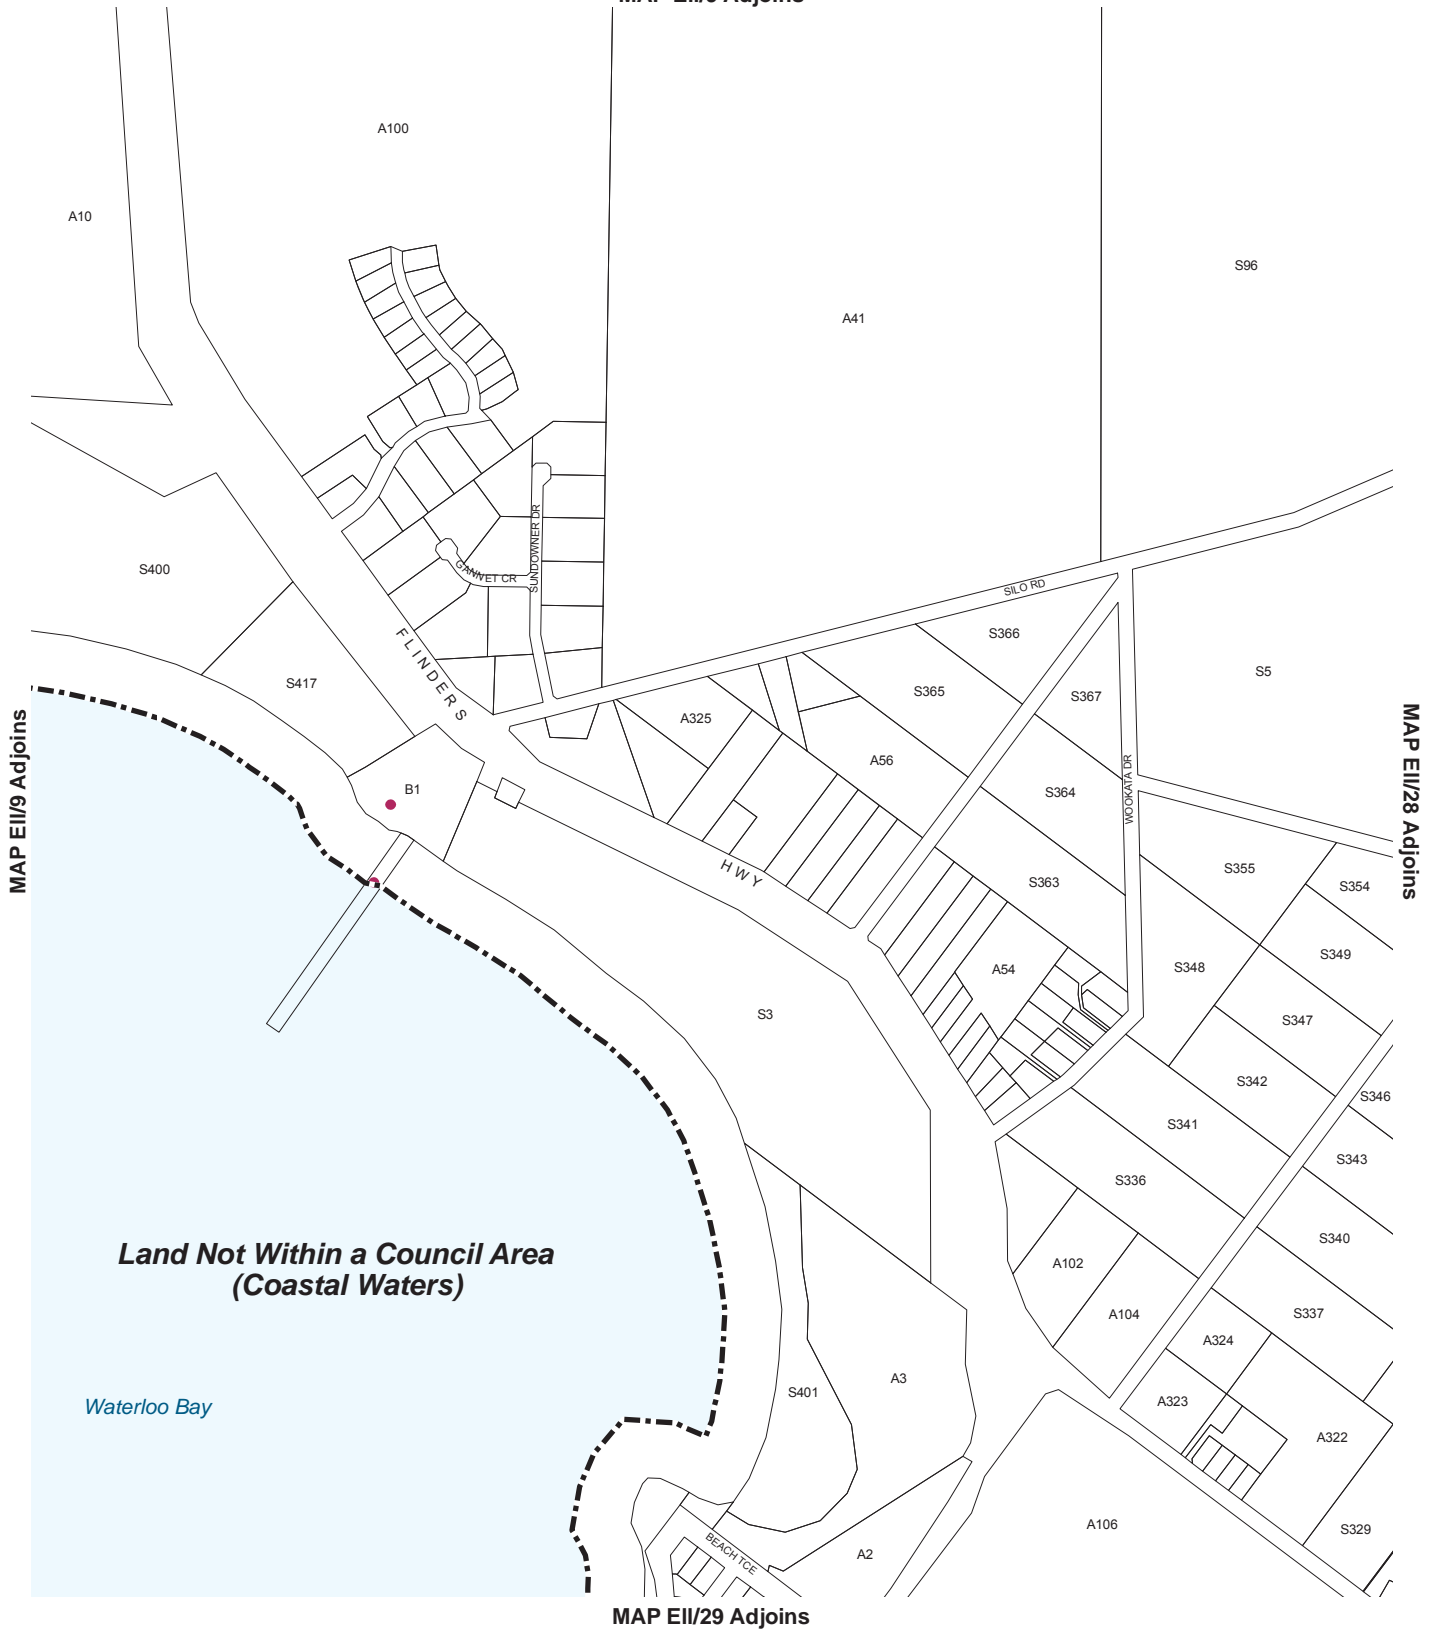 A100
A10
S96
A41
S400
SUNDOWNER DR
GANNET CR
SILO RD
S366
FLINDERS
S417
S365
S367
S5
A325
A56
B1
S364
WOOKATA DR
MAP EII/9 Adjoins
MAP EII/28 Adjoins
HWY
S363
S355
S354
S349
A54
S348
S3
S347
S342
S346
S341
S343
S336
S340
Land Not Within a Council Area
(Coastal Waters)
A102
A104
S337
A324
A3
S401
A323
Waterloo Bay
A322
A106
S329
BEACH TCE
A2
MAP EII/29 Adjoins